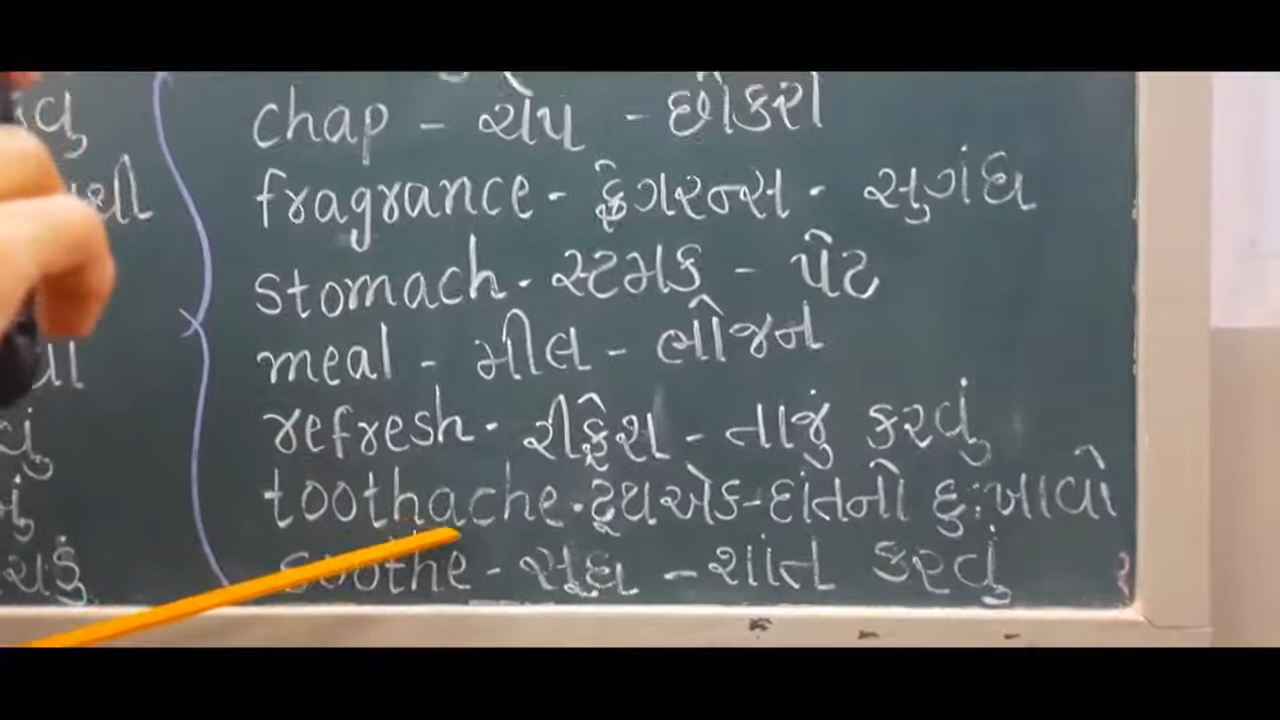 chap - ચેપ - છોકરો
fragrance - ફ્રેગરન્સ - સુગંધ
stomach - સ્ટમક - પેટ
meal - મીલ - ભોજન
refresh - રીફ્રેશ - તાજું કરવું
toothache - ટૂથએક - દાંતનો દુઃખાવો
soothe - સૂધ - શાંત કરવું